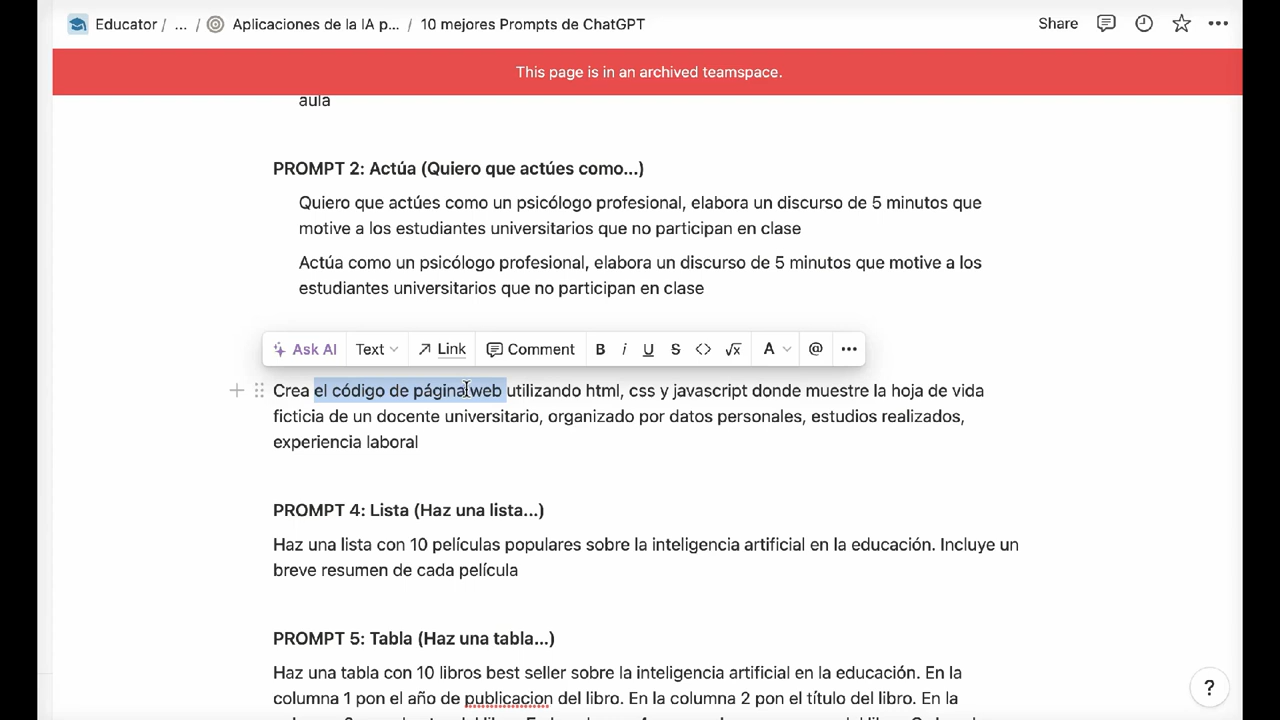 Educator / ... / Aplicaciones de la IA p... / 10 mejores Prompts de ChatGPT
Share
This page is in an archived teamspace.
aula
PROMPT 2: Actúa (Quiero que actúes como...)
Quiero que actúes como un psicólogo profesional, elabora un discurso de 5 minutos que
motive a los estudiantes universitarios que no participan en clase
Actúa como un psicólogo profesional, elabora un discurso de 5 minutos que motive a los
estudiantes universitarios que no participan en clase
Ask AI Text Link Comment B i U S <> √x A @ •••
Crea el código de página web utilizando html, css y javascript donde muestre la hoja de vida
ficticia de un docente universitario, organizado por datos personales, estudios realizados,
experiencia laboral
PROMPT 4: Lista (Haz una lista...)
Haz una lista con 10 películas populares sobre la inteligencia artificial en la educación. Incluye un
breve resumen de cada película
PROMPT 5: Tabla (Haz una tabla...)
Haz una tabla con 10 libros best seller sobre la inteligencia artificial en la educación. En la
columna 1 pon el año de publicacion del libro. En la columna 2 pon el título del libro. En la
?